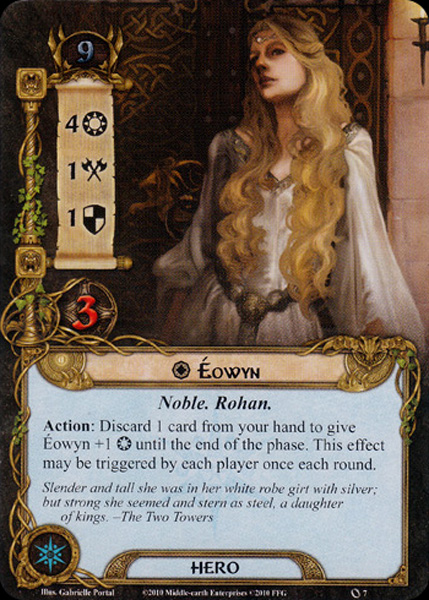 9
4
1
1
3
Éowyn
Noble. Rohan.
Action: Discard 1 card from your hand to give
Éowyn +1 until the end of the phase. This effect
may be triggered by each player once each round.
Slender and tall she was in her white robe girt with silver;
but strong she seemed and stern as steel, a daughter
of kings. –The Two Towers
HERO
Illus. Gabrielle Portal ©2010 Middle-earth Enterprises ©2010 FFG 7